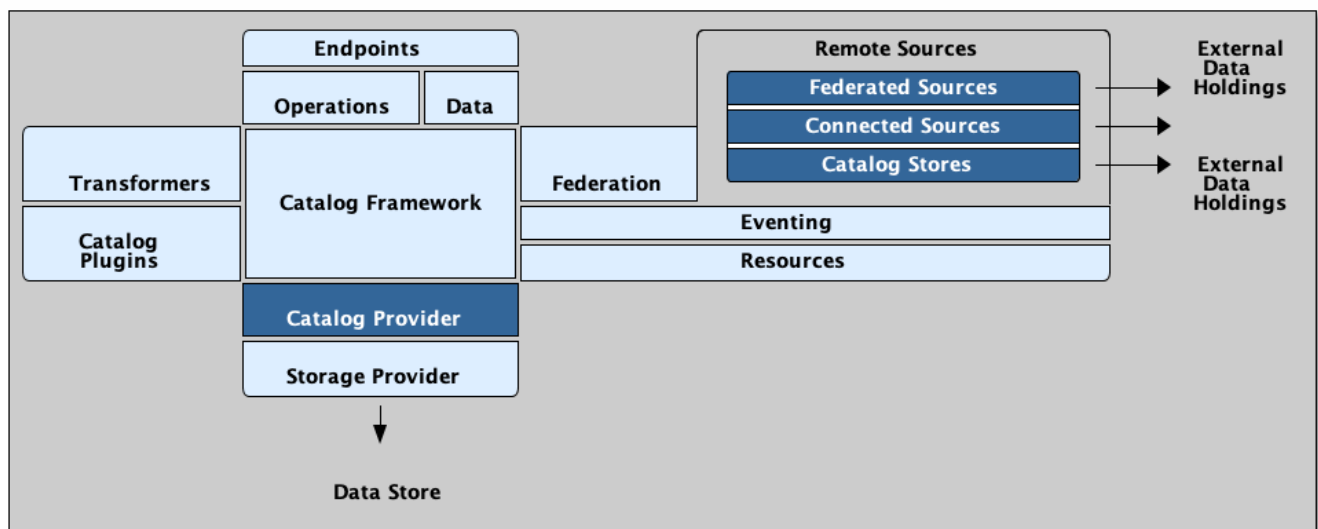 Endpoints
Operations
Data
Transformers
Catalog
Plugins
Catalog Framework
Catalog Provider
Storage Provider
Data Store
Federation
Remote Sources
Federated Sources
Connected Sources
Catalog Stores
Eventing
Resources
External
Data
Holdings
External
Data
Holdings